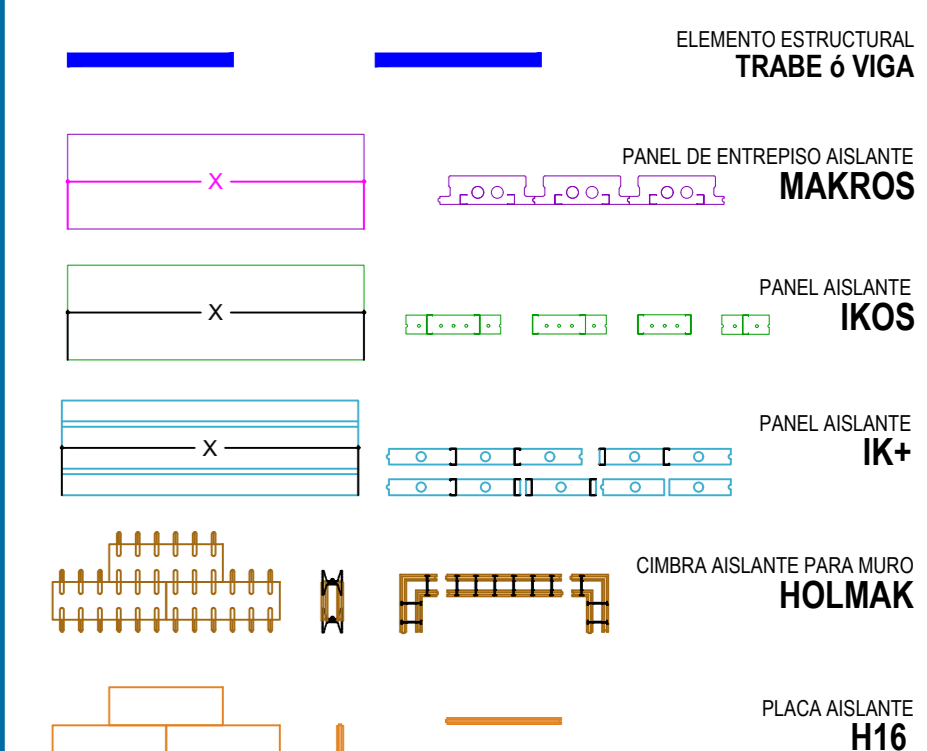 ELEMENTO ESTRUCTURAL
TRABE ó VIGA
PANEL DE ENTREPISO AISLANTE
X
MAKROS
PANEL AISLANTE
X
IKOS
PANEL AISLANTE
X
IK+
CIMBRA AISLANTE PARA MURO
HOLMAK
PLACA AISLANTE
H16